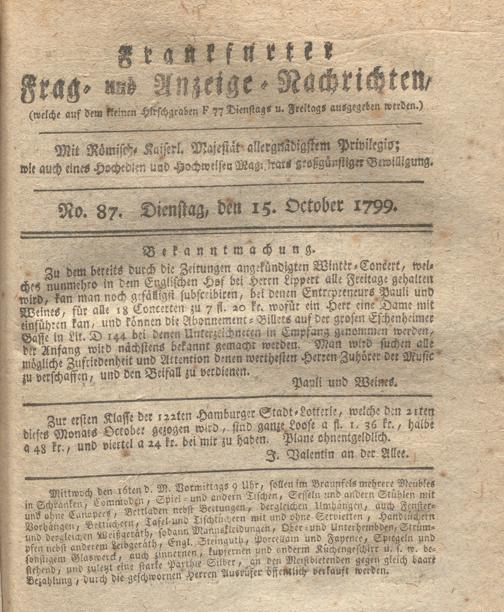 Frankfurter
Frag- und Anzeige-Nachrichten,
(welche auf dem kleinen Hirschgraben F 77 Dienstags u. Freitags ausgegeben werden.)
Mit Römisch-Kaiserl. Majestät allergnädigstem Privilegio;
wie auch eines Hochedlen und Hochweisen Magistrats großgünstiger Bewilligung.
No. 87. Dienstag, den 15. October 1799.
Bekanntmachung.
Zu dem bereits durch die Zeitungen angekündigten Winter-Concert, wel-
ches nunmehro in dem Englischen Hof bei Herrn Lippert alle Freitage gehalten
wird, kan man noch gefälligst subscribiren, bei denen Entrepreneurs Pauli und
Weines, für alle 18 Concerten zu 7 fl. 20 kr. wofür ein Herr eine Dame mit
einführen kan, und können die Abonnement-Billets auf der grosen Eschenheimer
Gasse in Lit. D 144 bei denen Unterzeichneten in Empfang genommen werden,
der Anfang wird nächstens bekannt gemacht werden. Man wird suchen alle
mögliche Zufriedenheit und Attention denen werthesten Herren Zuhörer der Music
zu verschaffen, und den Beifall zu verdienen.
Pauli und Weines.
Zur ersten Klasse der 122ten Hamburger Stadt-Lotterie, welche den 21ten
dieses Monats October gezogen wird, sind ganze Loose a fl. 1. 36 kr., halbe
a 48 kr., und viertel a 24 kr. bei mir zu haben. Plane ohnentgeldlich.
J. Valentin an der Allee.
Mittwoch den 16ten d. M. Vormittags 9 Uhr, sollen im Braunfels mehrere Meubles
in Schränken, Commoden, Spiel- und andern Tischen, Sesseln und andern Stühlen mit
und ohne Canapees, Bettladen nebst Bettungen, dergleichen Umhängen, auch Fenster-
Vorhängen, Bettüchern, Tafel- und Tischtüchern mit und ohne Servietten, Handtüchern
und dergleichen Weißgeräth, sodann Mannskleidungen, Ober- und Unterhembden, Strüm-
pfen nebst anderem Leibgeräth, Engl. Steinguth, Porcellain und Fayence, Spiegeln und
sonstigem Glaswerck, auch zinnernen, kupfernen und anderm Küchengeschirr u. s. w. be-
stehend, und zuletzt eine starke Parthie Silber, an den Meistbietenden gegen gleich baare
Bezahlung, durch die geschwornen Herren Ausrüfer öffentlich verkauft werden.